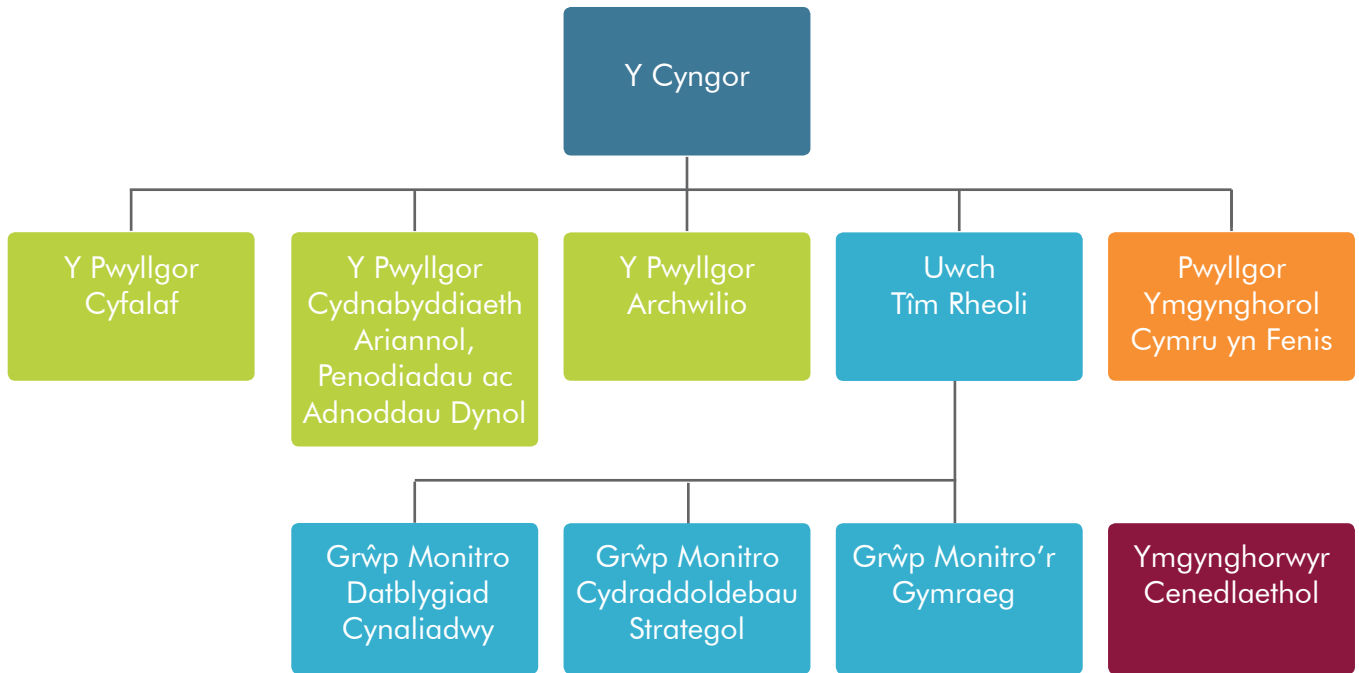 Y Cyngor
Y Pwyllgor
Cyfalaf
Y Pwyllgor
Cydnabyddiaeth
Ariannol,
Penodiadau ac
Adnoddau Dynol
Y Pwyllgor
Archwilio
Uwch
Tîm Rheoli
Pwyllgor
Ymgynghorol
Cymru yn Fenis
Grŵp Monitro
Datblygiad
Cynaliadwy
Grŵp Monitro
Cydraddoldebau
Strategol
Grŵp Monitro’r
Gymraeg
Ymgynghorwyr
Cenedlaethol